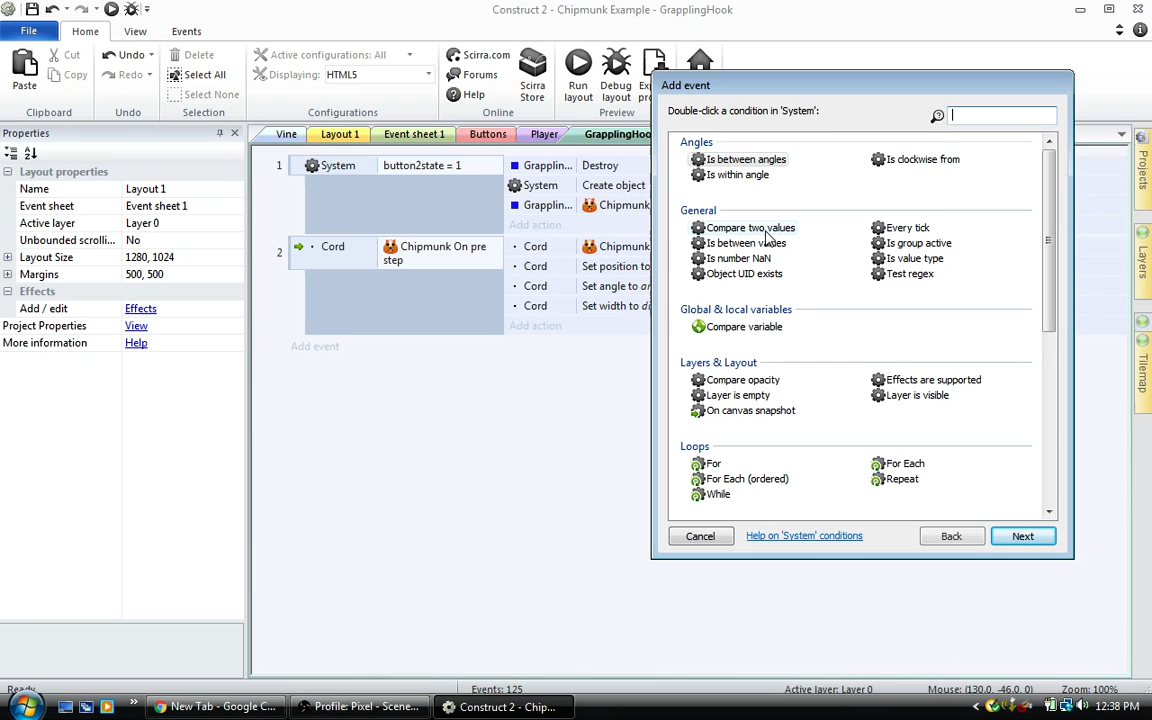 Construct 2 - Chipmunk Example - GrapplingHook
File
Home
View
Events
Paste
Cut
Copy
Clipboard
Undo
Redo
Undo
Delete
Select All
Select None
Selection
Active configurations: All
Displaying:
HTML5
Configurations
Scirra.com
Forums
Help
Online
Scirra Store
Run layout
Debug layout
Preview
Properties
Layout properties
Name
Layout 1
Event sheet
Event sheet 1
Active layer
Layer 0
Unbounded scrolli...
No
Layout Size
1280, 1024
Margins
500, 500
Effects
Add / edit
Effects
Project Properties
View
More information
Help
Vine
Layout 1
Event sheet 1
Buttons
Player
GrapplingHook
1
System
button2state = 1
Grapplin...
Destroy
System
Create object
Grapplin...
Chipmunk
Add action
2
Cord
Chipmunk On pre step
Cord
Chipmunk
Cord
Set position to
Cord
Set angle to
Cord
Set width to
Add action
Add event
Add event
Double-click a condition in 'System':
Angles
Is between angles
Is clockwise from
Is within angle
General
Compare two values
Every tick
Is between values
Is group active
Is number NaN
Is value type
Object UID exists
Test regex
Global & local variables
Compare variable
Layers & Layout
Compare opacity
Effects are supported
Layer is empty
Layer is visible
On canvas snapshot
Loops
For
For Each
For Each (ordered)
Repeat
While
Cancel
Help on 'System' conditions
Back
Next
Projects
Layers
Tilemap
Events: 125
Active layer: Layer 0
Mouse: (130.0, -46.0, 0)
Zoom: 100%
New Tab - Google C...
Profile: Pixel - Scene...
Construct 2 - Chip...
12:38 PM